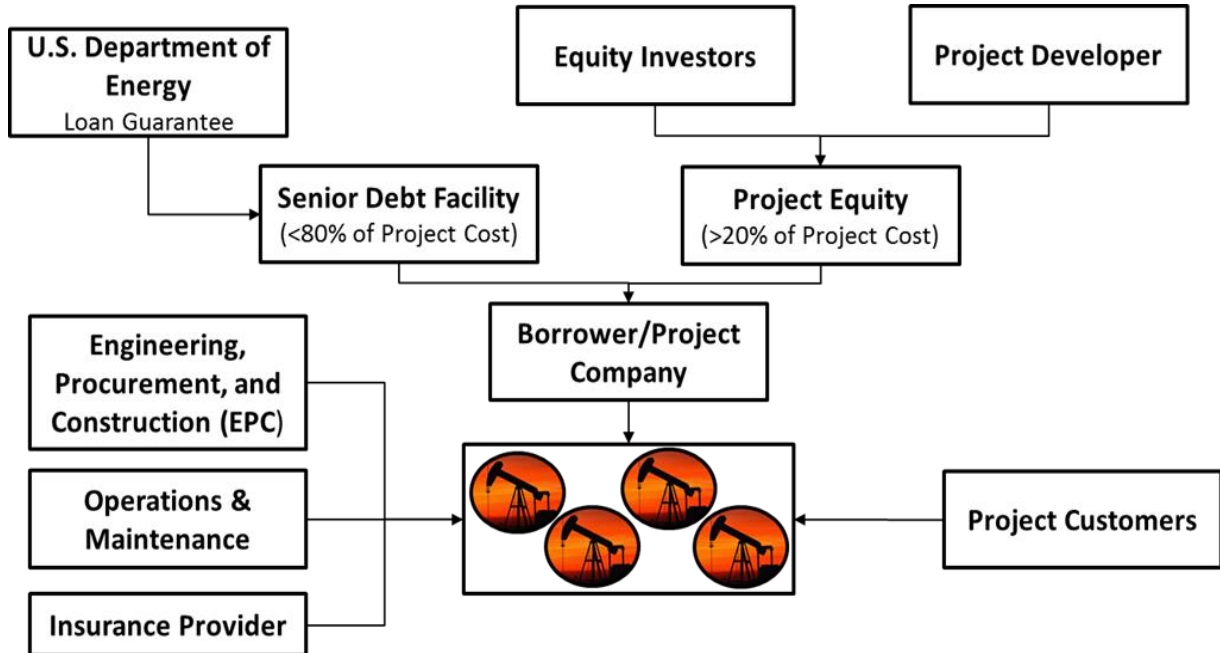 U.S. Department of
Energy
Loan Guarantee
Equity Investors
Project Developer
Senior Debt Facility
(<80% of Project Cost)
Project Equity
(>20% of Project Cost)
Borrower/Project
Company
Engineering,
Procurement, and
Construction (EPC)
Operations &
Maintenance
Insurance Provider
Project Customers